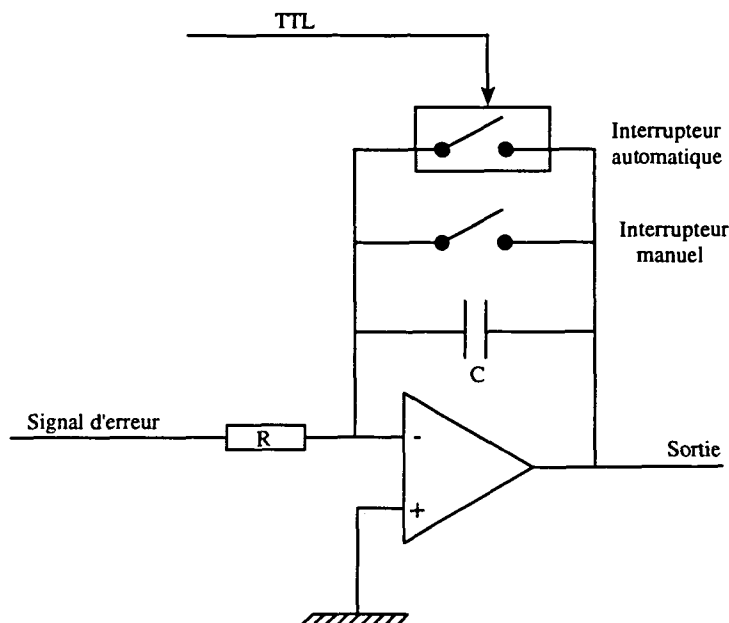 TTL
Interrupteur
automatique
Interrupteur
manuel
C
Signal d'erreur
R
-
Sortie
+